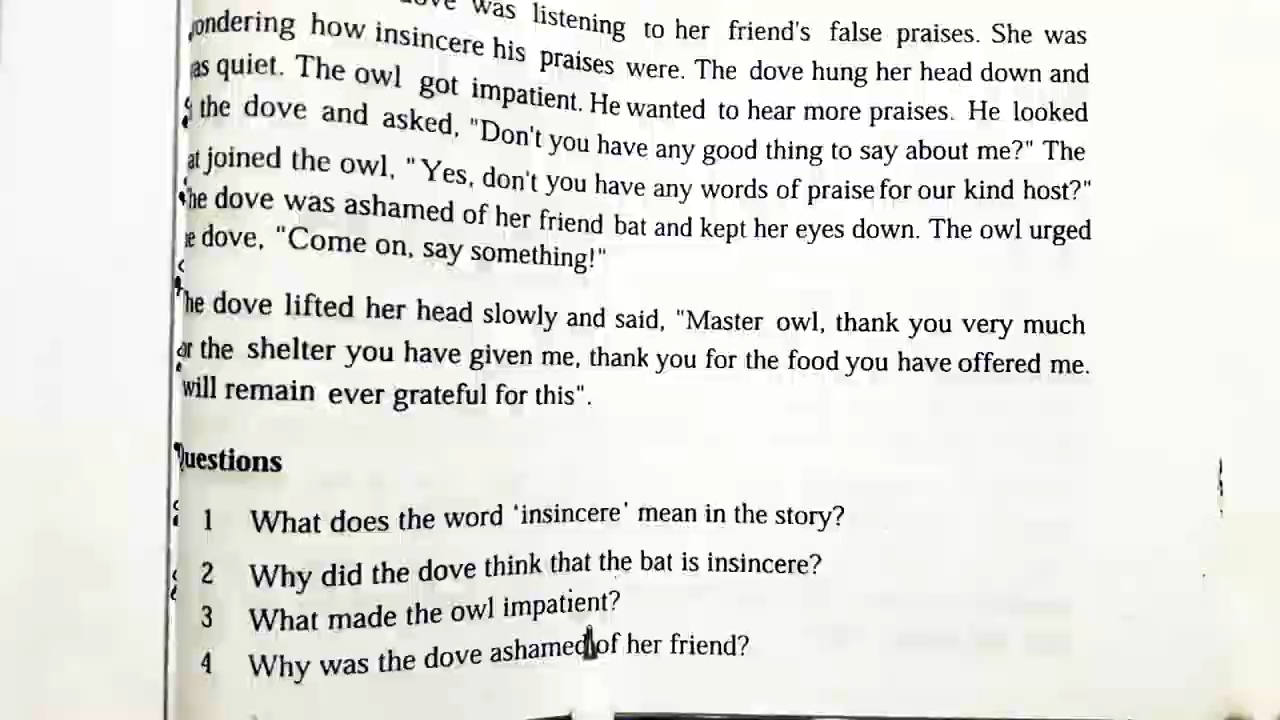 was listening to her friend's false praises. She was
ondering how insincere his praises were. The dove hung her head down and
as quiet. The owl got impatient. He wanted to hear more praises. He looked
the dove and asked, "Don't you have any good thing to say about me?" The
at joined the owl, "Yes, don't you have any words of praise for our kind host?"
he dove was ashamed of her friend bat and kept her eyes down. The owl urged
e dove, "Come on, say something!"
he dove lifted her head slowly and said, "Master owl, thank you very much
or the shelter you have given me, thank you for the food you have offered me.
will remain ever grateful for this".
Questions
1 What does the word 'insincere' mean in the story?
2 Why did the dove think that the bat is insincere?
3 What made the owl impatient?
4 Why was the dove ashamed of her friend?